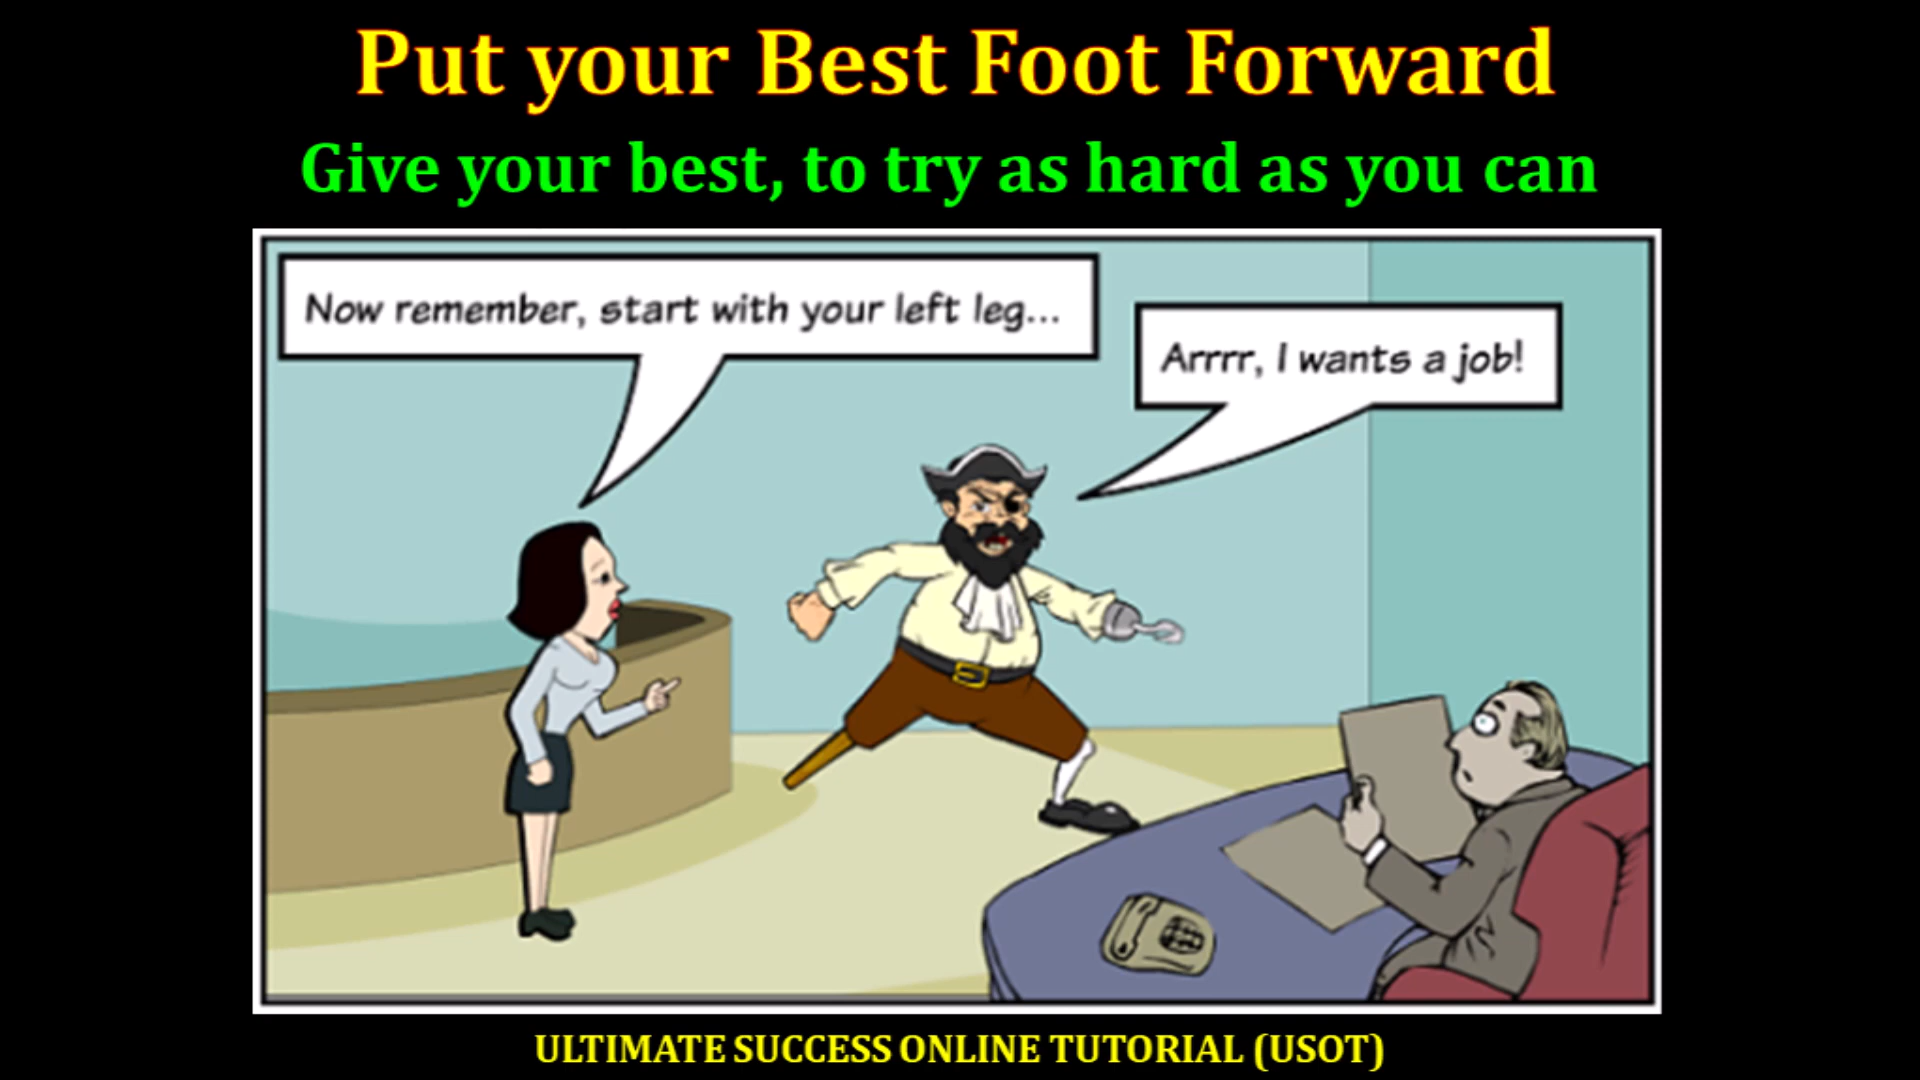 Put your Best Foot Forward
Give your best, to try as hard as you can
Now remember, start with your left leg...
Arrrr, I wants a job!
ULTIMATE SUCCESS ONLINE TUTORIAL (USOT)